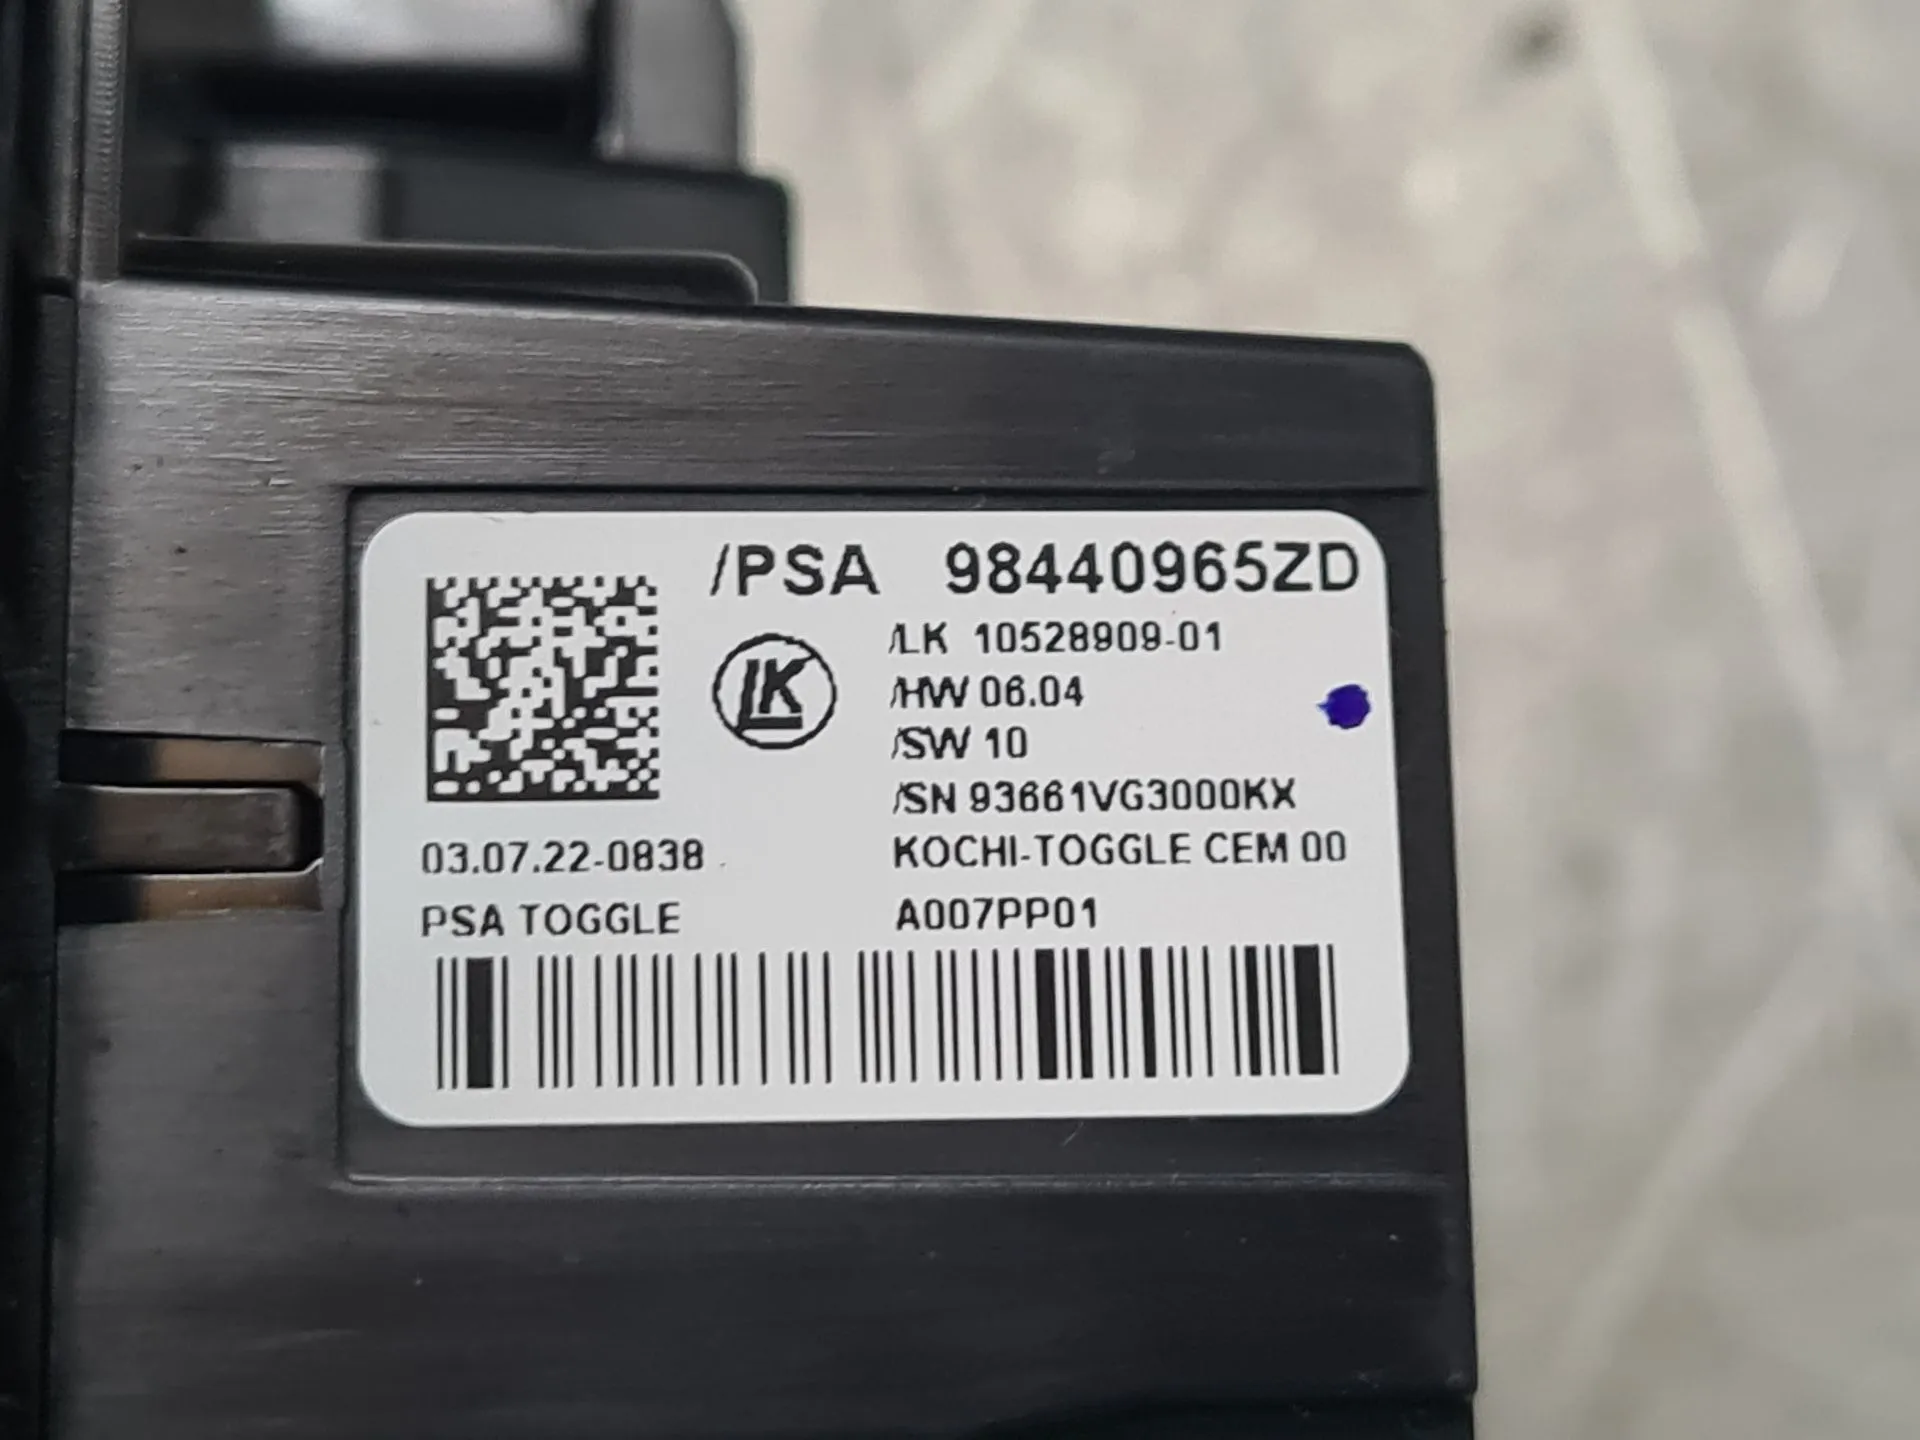 /PSA 98440965ZD
/LK 10528909-01
LK
/HW 06.04
/SW 10
/SN 93661VG3000KX
03.07.22-0838
KOCHI-TOGGLE CEM 00
PSA TOGGLE
A007PP01